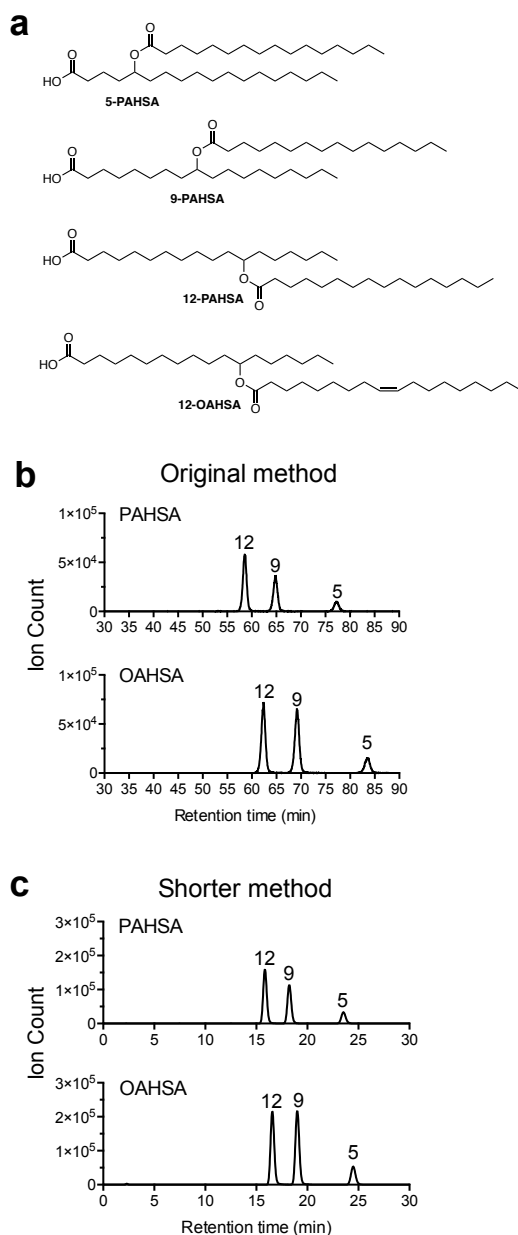 a
O
O
O
HO
5-PAHSA
O
O
O
HO
9-PAHSA
O
HO
O
12-PAHSA
O
O
HO
O
12-OAHSA
O
b
Original method
PAHSA
1×10⁵
5×10⁴
0
12
9
5
30 35 40 45 50 55 60 65 70 75 80 85 90
Ion Count
OAHSA
1×10⁵
5×10⁴
0
12
9
5
30 35 40 45 50 55 60 65 70 75 80 85 90
Retention time (min)
c
Shorter method
PAHSA
3×10⁵
2×10⁵
1×10⁵
0
12
9
5
0 5 10 15 20 25 30
Ion Count
OAHSA
3×10⁵
2×10⁵
1×10⁵
0
12
9
5
0 5 10 15 20 25 30
Retention time (min)